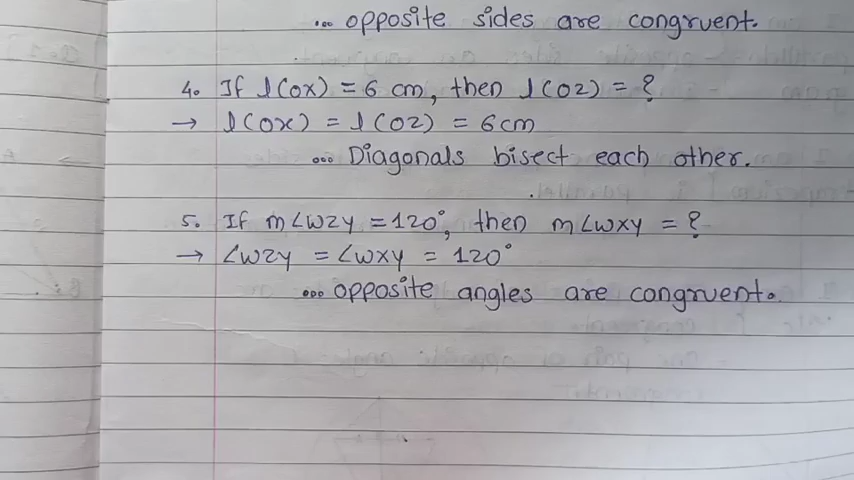 ... opposite sides are congruent.
4. If l(OX) = 6 cm, then l(OZ) = ?
→ l(OX) = l(OZ) = 6cm
... Diagonals bisect each other.
5. If m∠WZY = 120°, then m∠WXY = ?
→ ∠WZY = ∠WXY = 120°
... opposite angles are congruent.